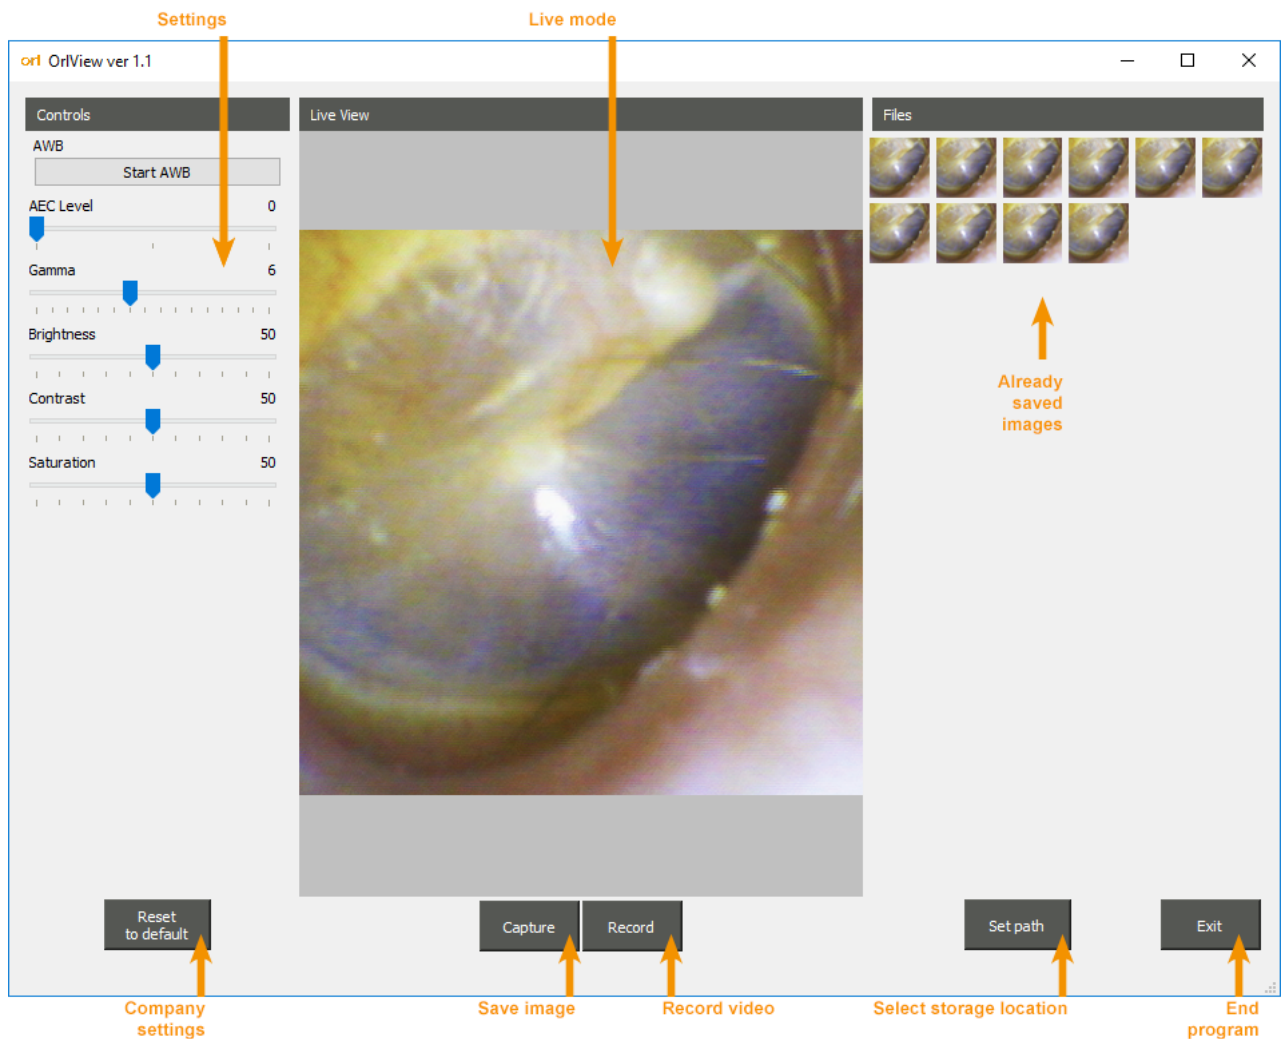 Settings
Live mode
orl OrlView ver 1.1
Controls
Live View
Files
AWB
Start AWB
AEC Level 0
Gamma 6
Brightness 50
Contrast 50
Saturation 50
Already
saved
images
Reset
to default
Capture
Record
Set path
Exit
Company
settings
Save image
Record video
Select storage location
End
program